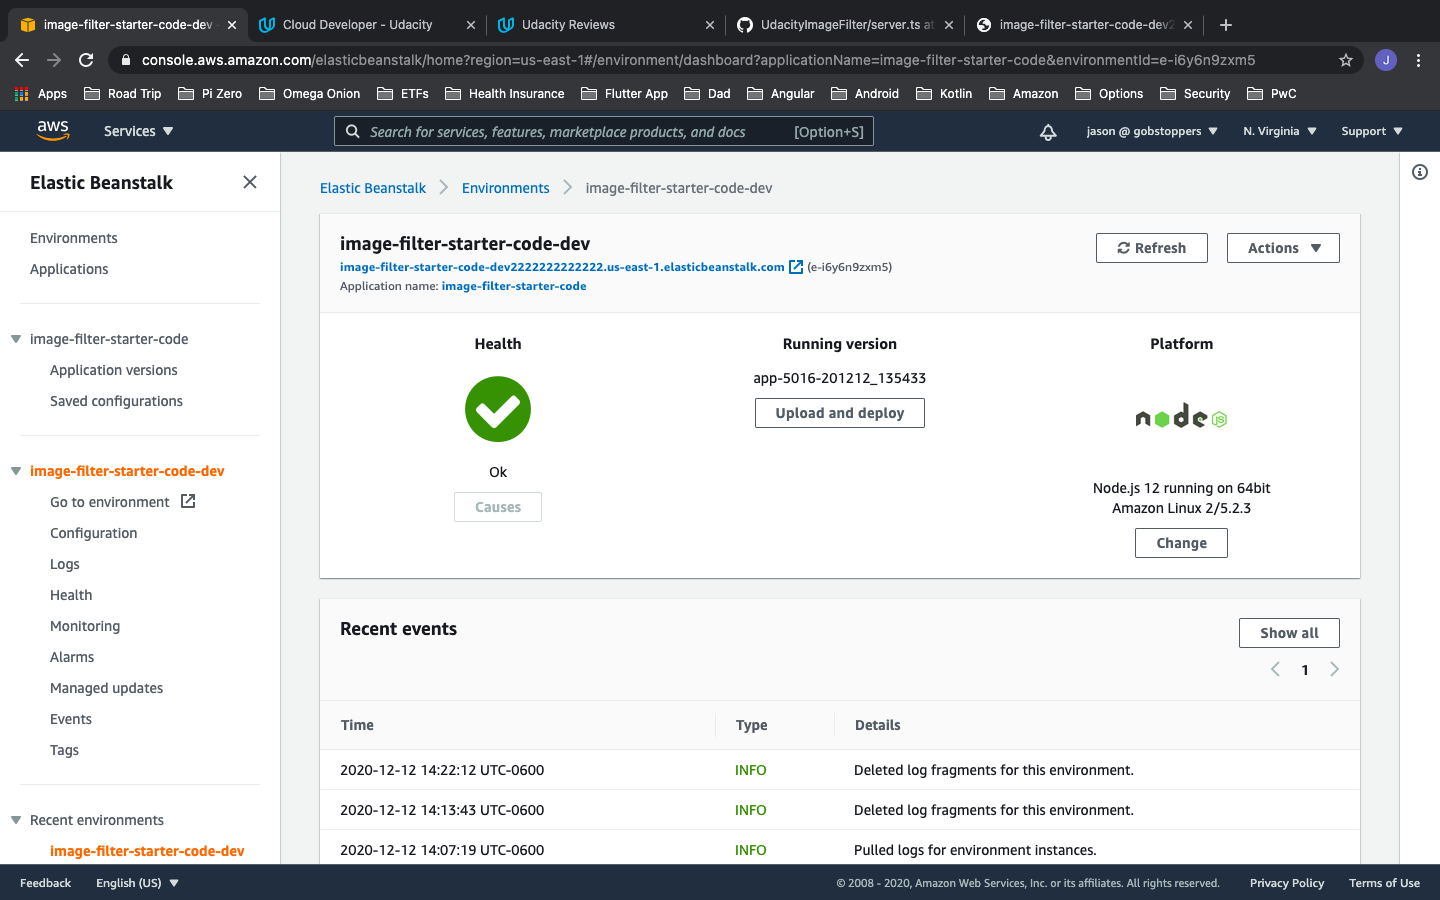 image-filter-starter-code-dev -
Cloud Developer - Udacity
Udacity Reviews
UdacityImageFilter/server.ts at
image-filter-starter-code-dev2
console.aws.amazon.com/elasticbeanstalk/home?region=us-east-1#/environment/dashboard?applicationName=image-filter-starter-code&environmentId=e-i6y6n9zxm5
J
Apps
Road Trip
Pi Zero
Omega Onion
ETFs
Health Insurance
Flutter App
Dad
Angular
Android
Kotlin
Amazon
Options
Security
PwC
aws
Services
Search for services, features, marketplace products, and docs [Option+S]
jason @ gobstoppers
N. Virginia
Support
Elastic Beanstalk
Environments
Applications
image-filter-starter-code
Application versions
Saved configurations
image-filter-starter-code-dev
Go to environment
Configuration
Logs
Health
Monitoring
Alarms
Managed updates
Events
Tags
Recent environments
image-filter-starter-code-dev
Elastic Beanstalk
Environments
image-filter-starter-code-dev
image-filter-starter-code-dev
image-filter-starter-code-dev2222222222222.us-east-1.elasticbeanstalk.com (e-i6y6n9zxm5)
Application name: image-filter-starter-code
Refresh
Actions
Health
Ok
Causes
Running version
app-5016-201212_135433
Upload and deploy
Platform
node JS
Node.js 12 running on 64bit
Amazon Linux 2/5.2.3
Change
Recent events
Show all
1
Time Type Details
2020-12-12 14:22:12 UTC-0600 INFO Deleted log fragments for this environment.
2020-12-12 14:13:43 UTC-0600 INFO Deleted log fragments for this environment.
2020-12-12 14:07:19 UTC-0600 INFO Pulled logs for environment instances.
Feedback
English (US)
© 2008 - 2020, Amazon Web Services, Inc. or its affiliates. All rights reserved.
Privacy Policy
Terms of Use